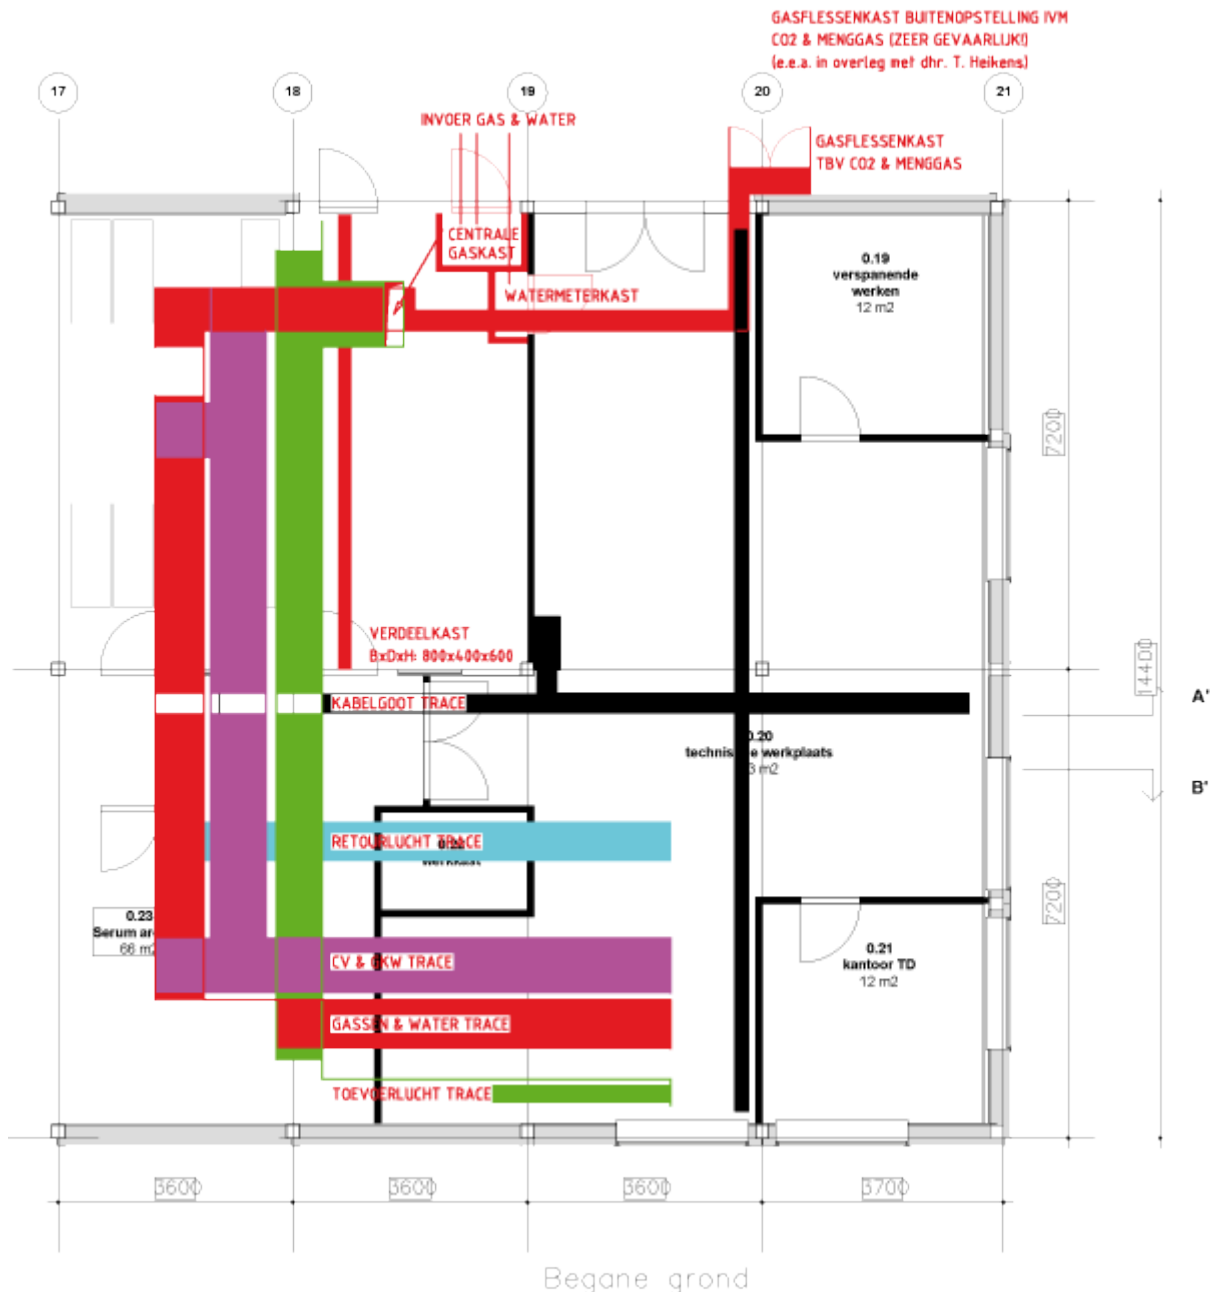 GASFLESSENKAST BUITENOPSTELLING IVM
CO2 & MENGGAS (ZEER GEVAARLIJK!)
(e.e.a. in overleg met dhr. T. Heikens)
17
18
19
20
21
INVOER GAS & WATER
GASFLESSENKAST
TBV CO2 & MENGGAS
CENTRALE
GASKAST
WATERMETERKAST
0.19
verspanende
werken
12 m2
7200
VERDEELKAST
BxDxH: 800x400x600
14400
A'
KABELGOOT TRACE
0.20
werkplaats
m2
B'
RETOURLUCHT TRACE
0.23
Serum
66 m2
CV & GKW TRACE
0.21
kantoor TD
12 m2
7200
GASSEN & WATER TRACE
TOEVOERLUCHT TRACE
3600
3600
3600
3700
Begane grond